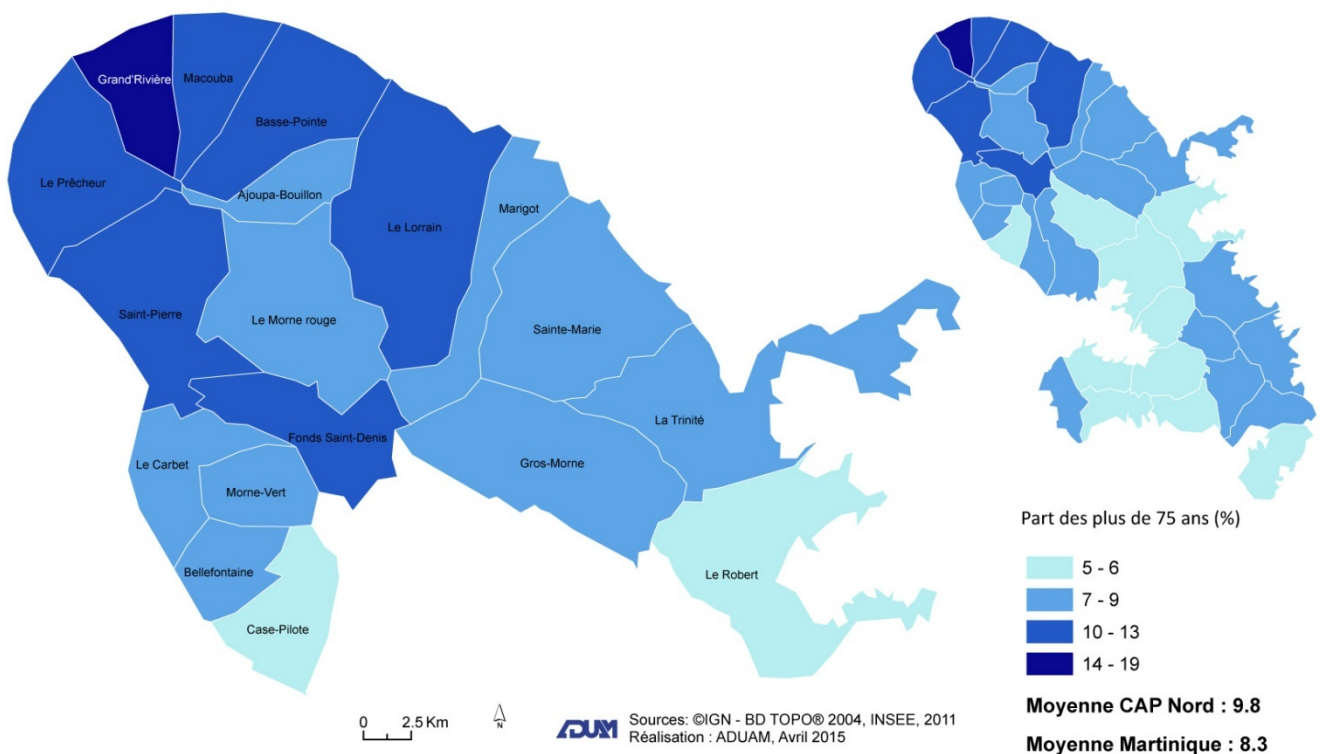 Grand'Rivière
Macouba
Basse-Pointe
Le Prêcheur
Ajoupa-Bouillon
Marigot
Le Lorrain
Saint-Pierre
Le Morne rouge
Sainte-Marie
La Trinité
Fonds Saint-Denis
Le Carbet
Gros-Morne
Morne-Vert
Bellefontaine
Le Robert
Case-Pilote
Part des plus de 75 ans (%)
5 - 6
7 - 9
10 - 13
14 - 19
Moyenne CAP Nord : 9.8
Moyenne Martinique : 8.3
0 2.5 Km
N
ADUAM
Sources: ©IGN - BD TOPO® 2004, INSEE, 2011
Réalisation : ADUAM, Avril 2015